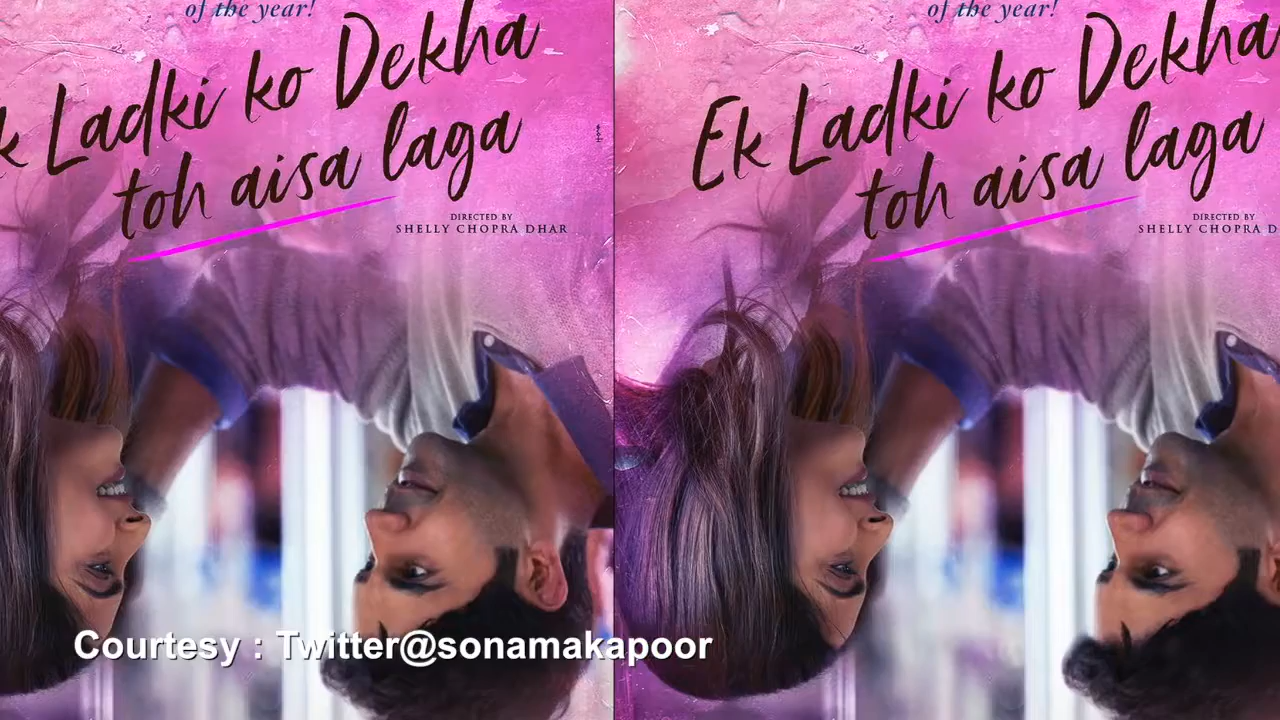 of the year!
k Ladki ko Dekha
toh aisa laga
DIRECTED BY
SHELLY CHOPRA DHAR
of the year!
Ek Ladki ko Dekha
toh aisa laga
DIRECTED BY
SHELLY CHOPRA D
Courtesy : Twitter@sonamakapoor